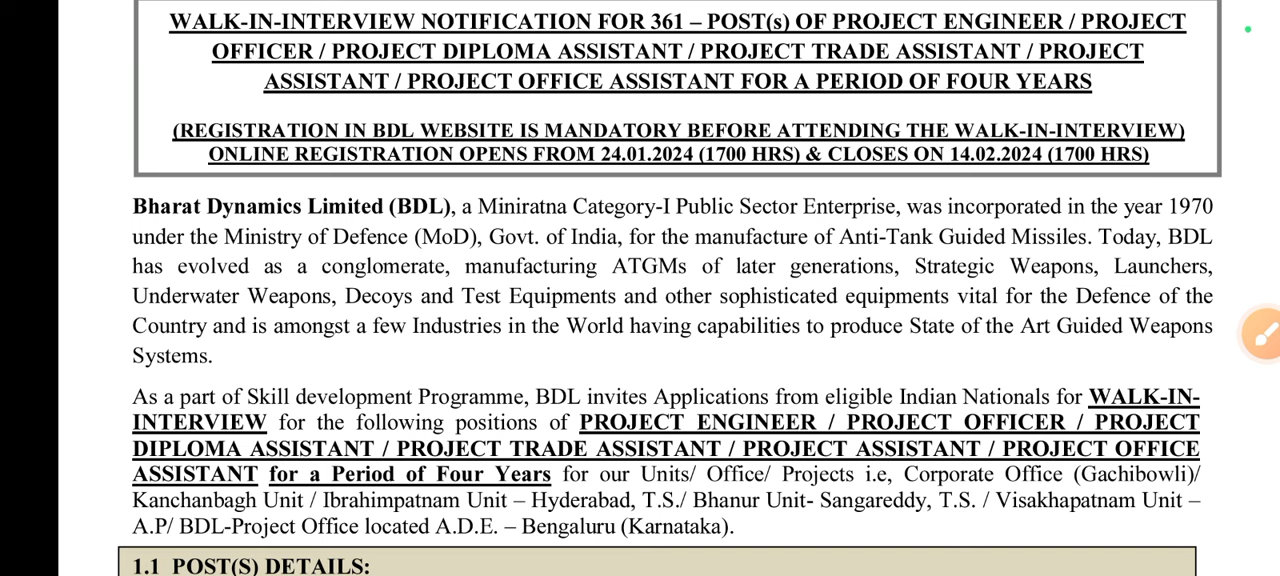 WALK-IN-INTERVIEW NOTIFICATION FOR 361 – POST(s) OF PROJECT ENGINEER / PROJECT
OFFICER / PROJECT DIPLOMA ASSISTANT / PROJECT TRADE ASSISTANT / PROJECT
ASSISTANT / PROJECT OFFICE ASSISTANT FOR A PERIOD OF FOUR YEARS
(REGISTRATION IN BDL WEBSITE IS MANDATORY BEFORE ATTENDING THE WALK-IN-INTERVIEW)
ONLINE REGISTRATION OPENS FROM 24.01.2024 (1700 HRS) & CLOSES ON 14.02.2024 (1700 HRS)
Bharat Dynamics Limited (BDL), a Miniratna Category-I Public Sector Enterprise, was incorporated in the year 1970
under the Ministry of Defence (MoD), Govt. of India, for the manufacture of Anti-Tank Guided Missiles. Today, BDL
has evolved as a conglomerate, manufacturing ATGMs of later generations, Strategic Weapons, Launchers,
Underwater Weapons, Decoys and Test Equipments and other sophisticated equipments vital for the Defence of the
Country and is amongst a few Industries in the World having capabilities to produce State of the Art Guided Weapons
Systems.
As a part of Skill development Programme, BDL invites Applications from eligible Indian Nationals for WALK-IN-
INTERVIEW for the following positions of PROJECT ENGINEER / PROJECT OFFICER / PROJECT
DIPLOMA ASSISTANT / PROJECT TRADE ASSISTANT / PROJECT ASSISTANT / PROJECT OFFICE
ASSISTANT for a Period of Four Years for our Units/ Office/ Projects i.e, Corporate Office (Gachibowli)/
Kanchanbagh Unit / Ibrahimpatnam Unit – Hyderabad, T.S./ Bhanur Unit- Sangareddy, T.S. / Visakhapatnam Unit –
A.P/ BDL-Project Office located A.D.E. – Bengaluru (Karnataka).
1.1 POST(S) DETAILS: